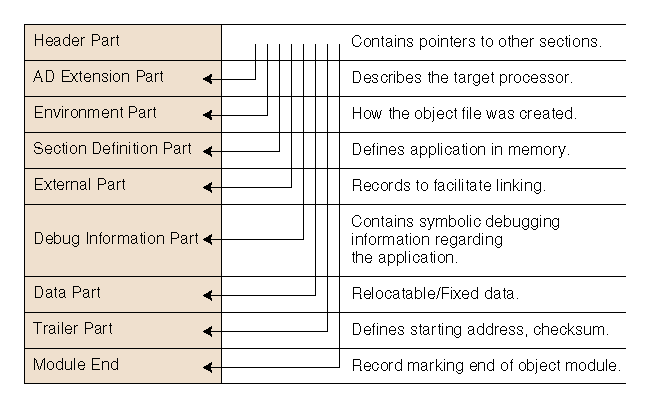 Header Part
Contains pointers to other sections.
AD Extension Part
Describes the target processor.
Environment Part
How the object file was created.
Section Definition Part
Defines application in memory.
External Part
Records to facilitate linking.
Debug Information Part
Contains symbolic debugging
information regarding
the application.
Data Part
Relocatable/Fixed data.
Trailer Part
Defines starting address, checksum.
Module End
Record marking end of object module.